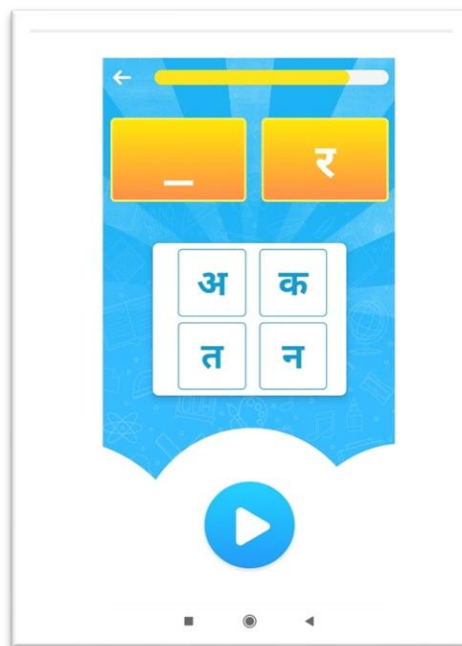 _ र
अ क
त न